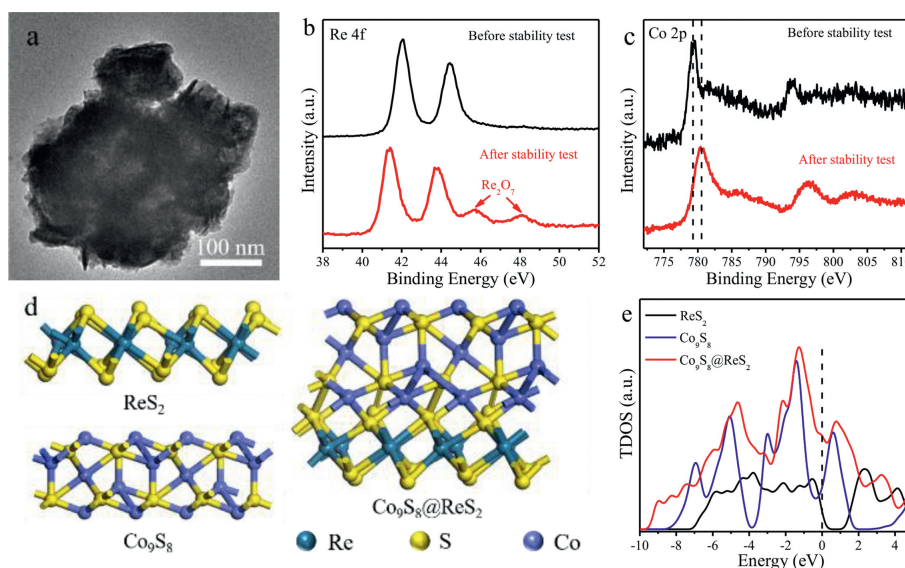 a
100 nm
b
Re 4f
Before stability test
After stability test
Re₂O₇
Intensity (a.u.)
38 40 42 44 46 48 50 52
Binding Energy (eV)
c
Co 2p
Before stability test
After stability test
Intensity (a.u.)
775 780 785 790 795 800 805 810
Binding Energy (eV)
d
ReS₂
Co₉S₈
Co₉S₈@ReS₂
Re S Co
e
ReS₂
Co₉S₈
Co₉S₈@ReS₂
TDOS (a.u.)
-10 -8 -6 -4 -2 0 2 4
Energy (eV)